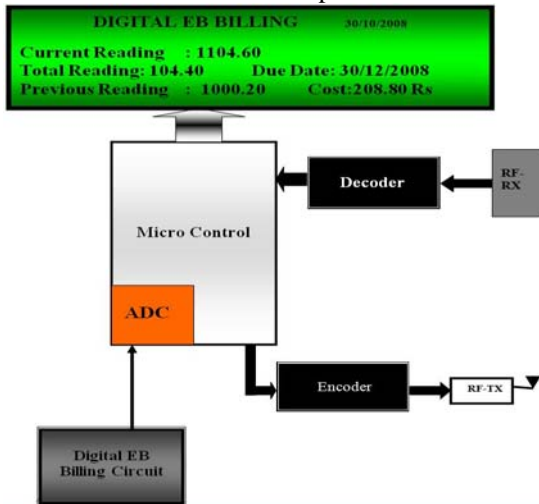 DIGITAL EB BILLING 30/10/2008
Current Reading : 1104.60
Total Reading: 104.40 Due Date: 30/12/2008
Previous Reading : 1000.20 Cost:208.80 Rs
Decoder
RF-
RX
Micro Control
ADC
Encoder
RF-TX
Digital EB
Billing Circuit